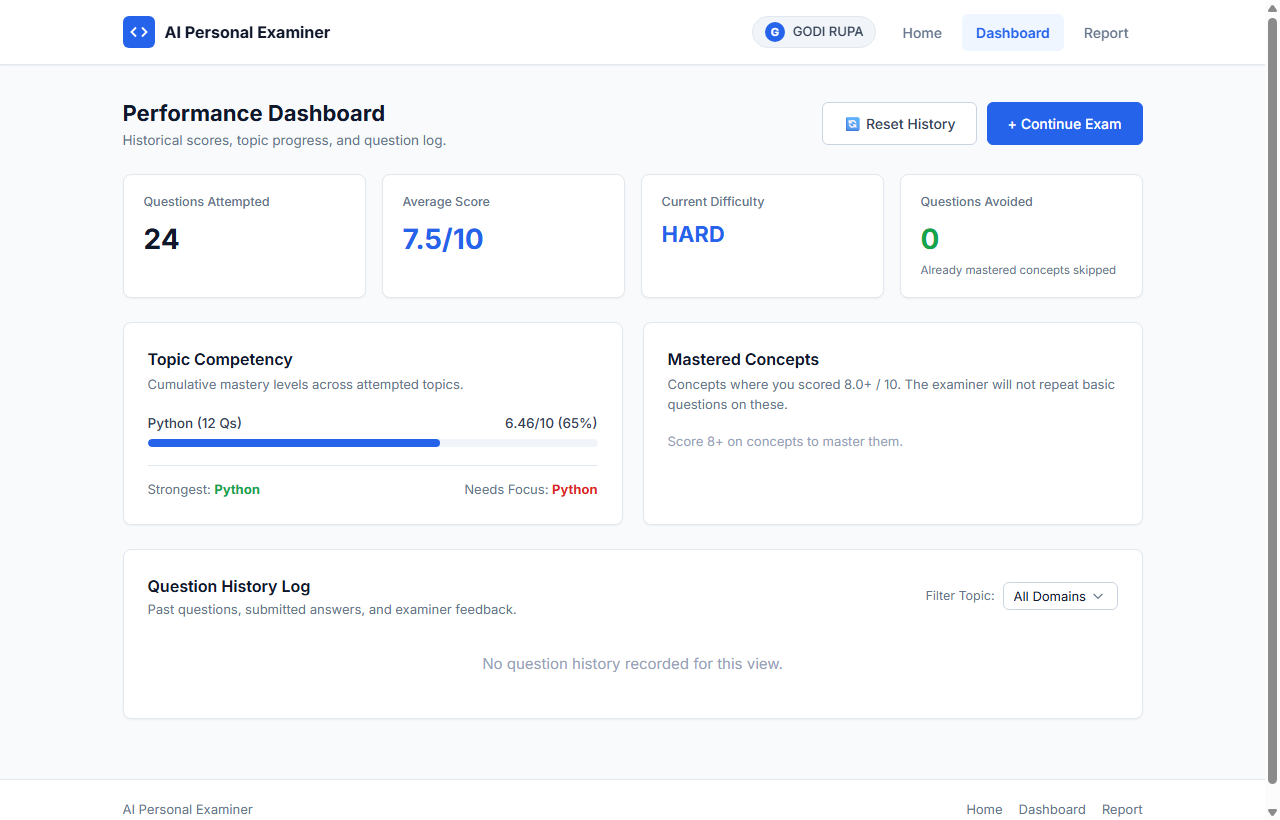 AI Personal Examiner
G GODI RUPA
Home
Dashboard
Report
Performance Dashboard
Historical scores, topic progress, and question log.
Reset History
+ Continue Exam
Questions Attempted
24
Average Score
7.5/10
Current Difficulty
HARD
Questions Avoided
0
Already mastered concepts skipped
Topic Competency
Cumulative mastery levels across attempted topics.
Python (12 Qs) 6.46/10 (65%)
Strongest: Python Needs Focus: Python
Mastered Concepts
Concepts where you scored 8.0+ / 10. The examiner will not repeat basic
questions on these.
Score 8+ on concepts to master them.
Question History Log
Past questions, submitted answers, and examiner feedback.
Filter Topic: All Domains
No question history recorded for this view.
AI Personal Examiner
Home Dashboard Report